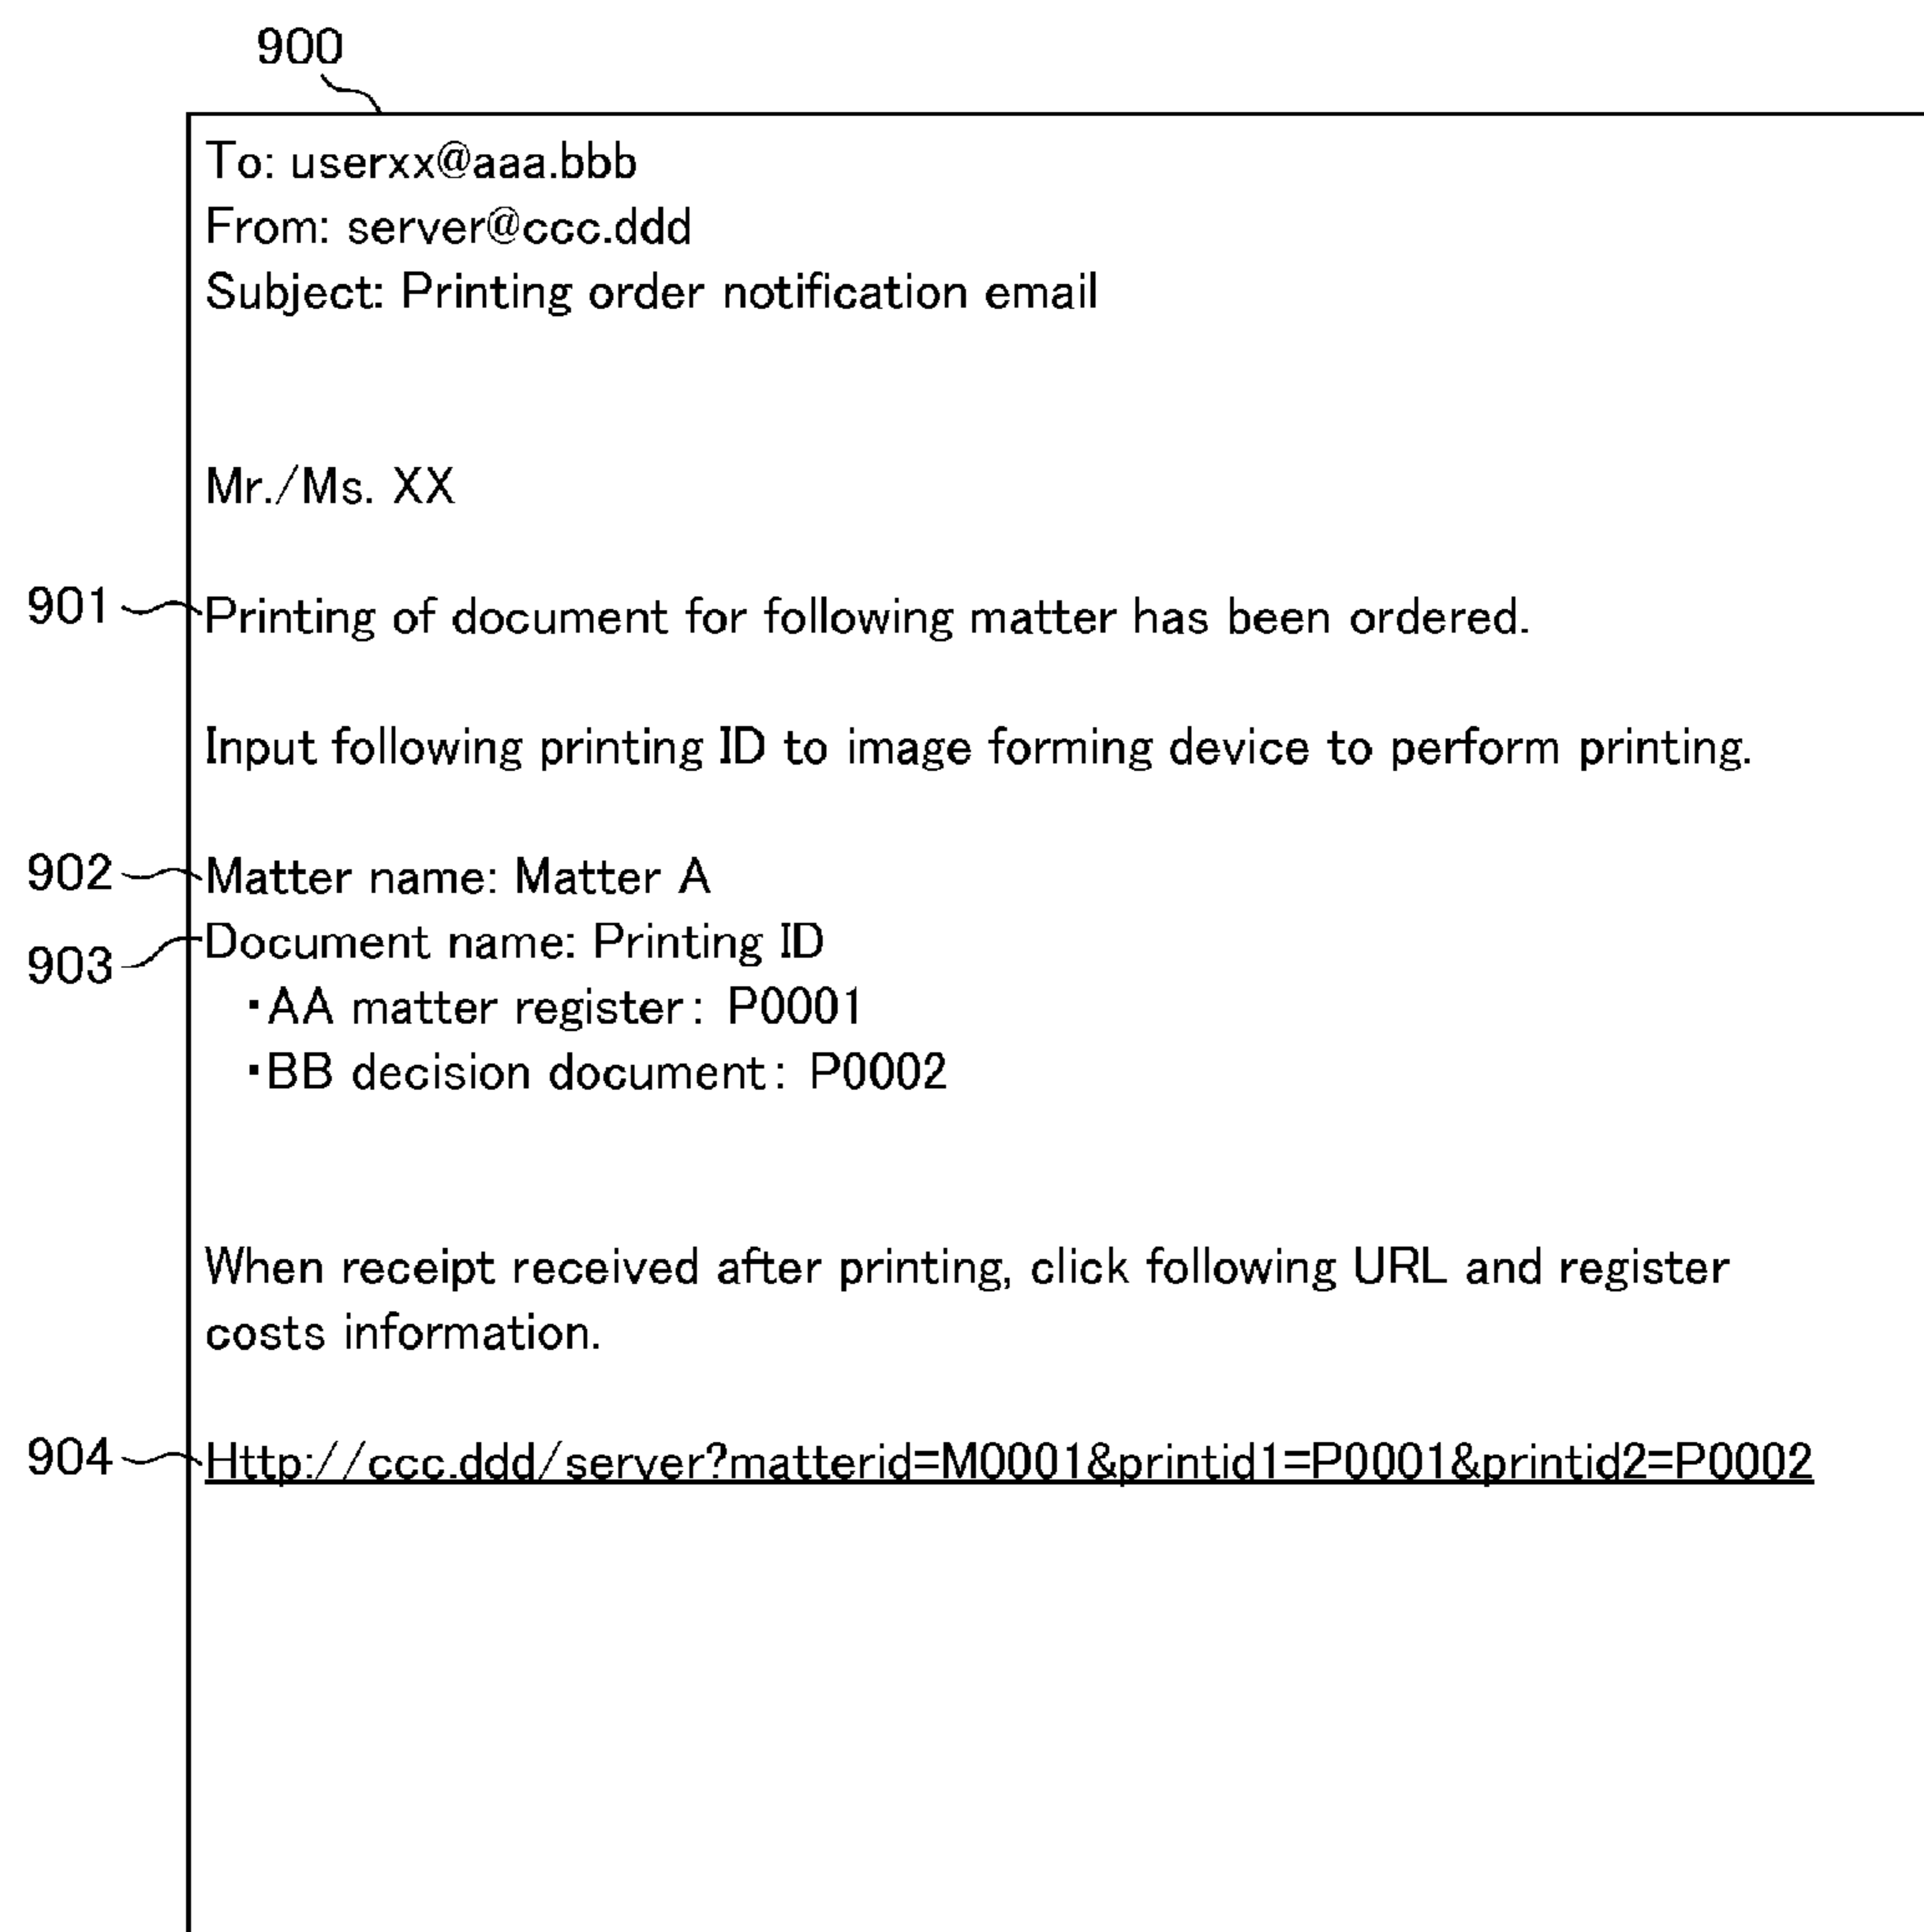 900
To: userxx@aaa.bbb
From: server@ccc.ddd
Subject: Printing order notification email
Mr./Ms. XX
901 Printing of document for following matter has been ordered.
Input following printing ID to image forming device to perform printing.
902 Matter name: Matter A
903 Document name: Printing ID
・AA matter register: P0001
・BB decision document: P0002
When receipt received after printing, click following URL and register
costs information.
904 Http://ccc.ddd/server?matterid=M0001&printid1=P0001&printid2=P0002